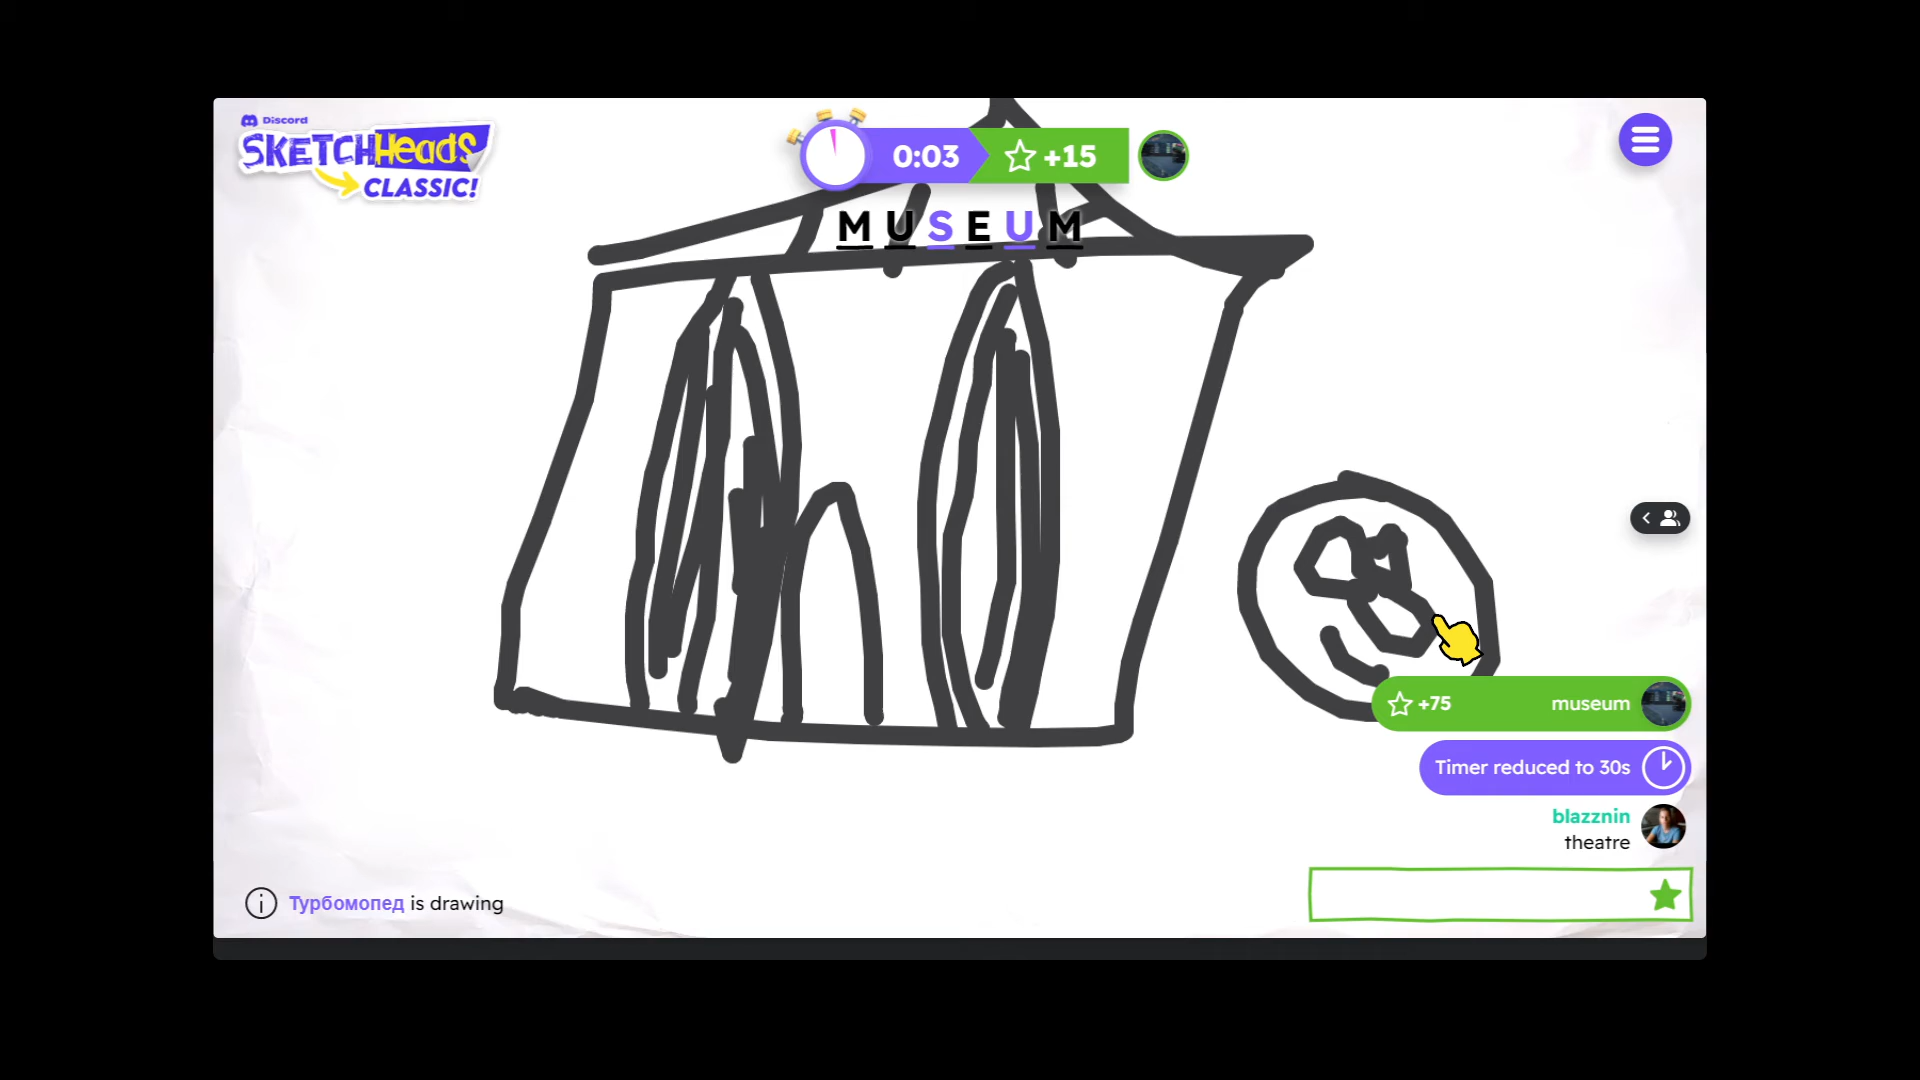 Discord
SKETCHHeadS
CLASSIC!
0:03
+15
MUSEUM
+75 museum
Timer reduced to 30s
blazznin
theatre
Турбомопед is drawing